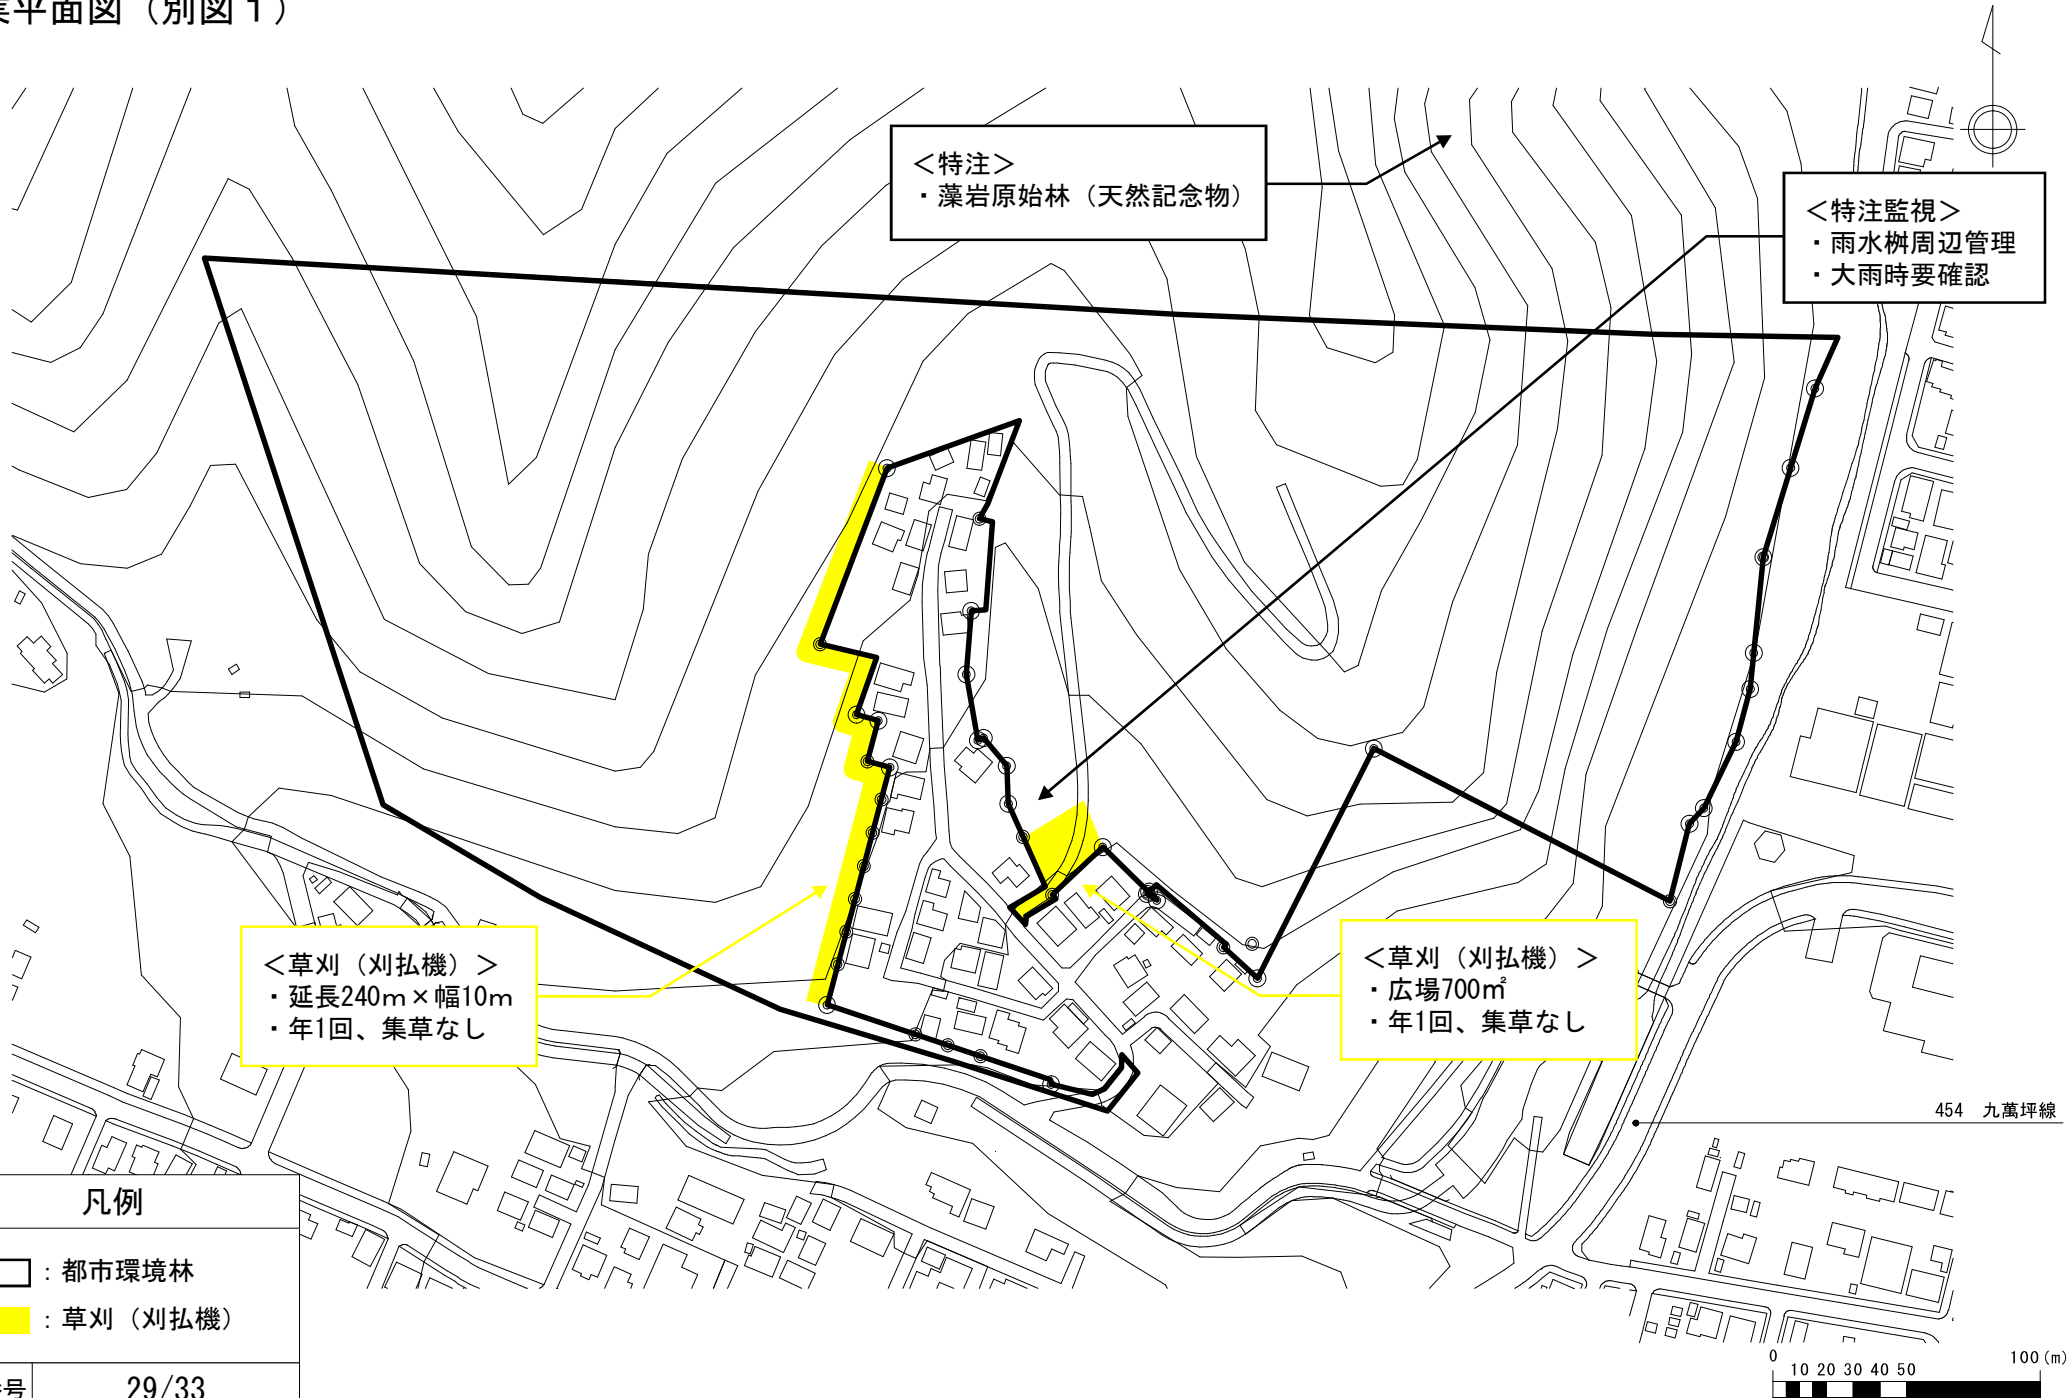 平面図（別図１）
＜特注＞
・藻岩原始林（天然記念物）
＜特注監視＞
・雨水桝周辺管理
・大雨時要確認
＜草刈（刈払機）＞
・延長240ｍ×幅10ｍ
・年1回、集草なし
＜草刈（刈払機）＞
・広場700㎡
・年1回、集草なし
454 九萬坪線
凡例
：都市環境林
：草刈（刈払機）
号 29/33
0 10 20 30 40 50 100(m)